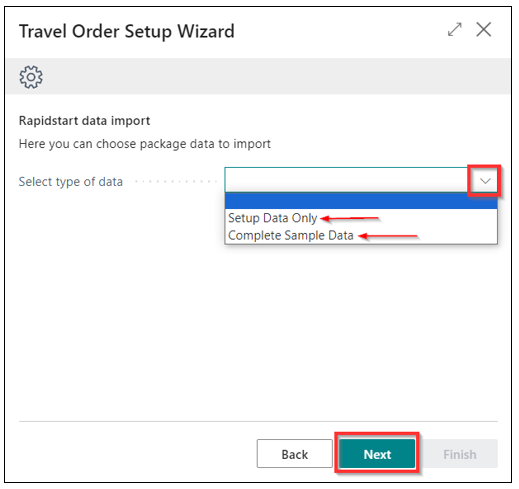 Travel Order Setup Wizard
Rapidstart data import
Here you can choose package data to import
Select type of data
Setup Data Only
Complete Sample Data
Back
Next
Finish